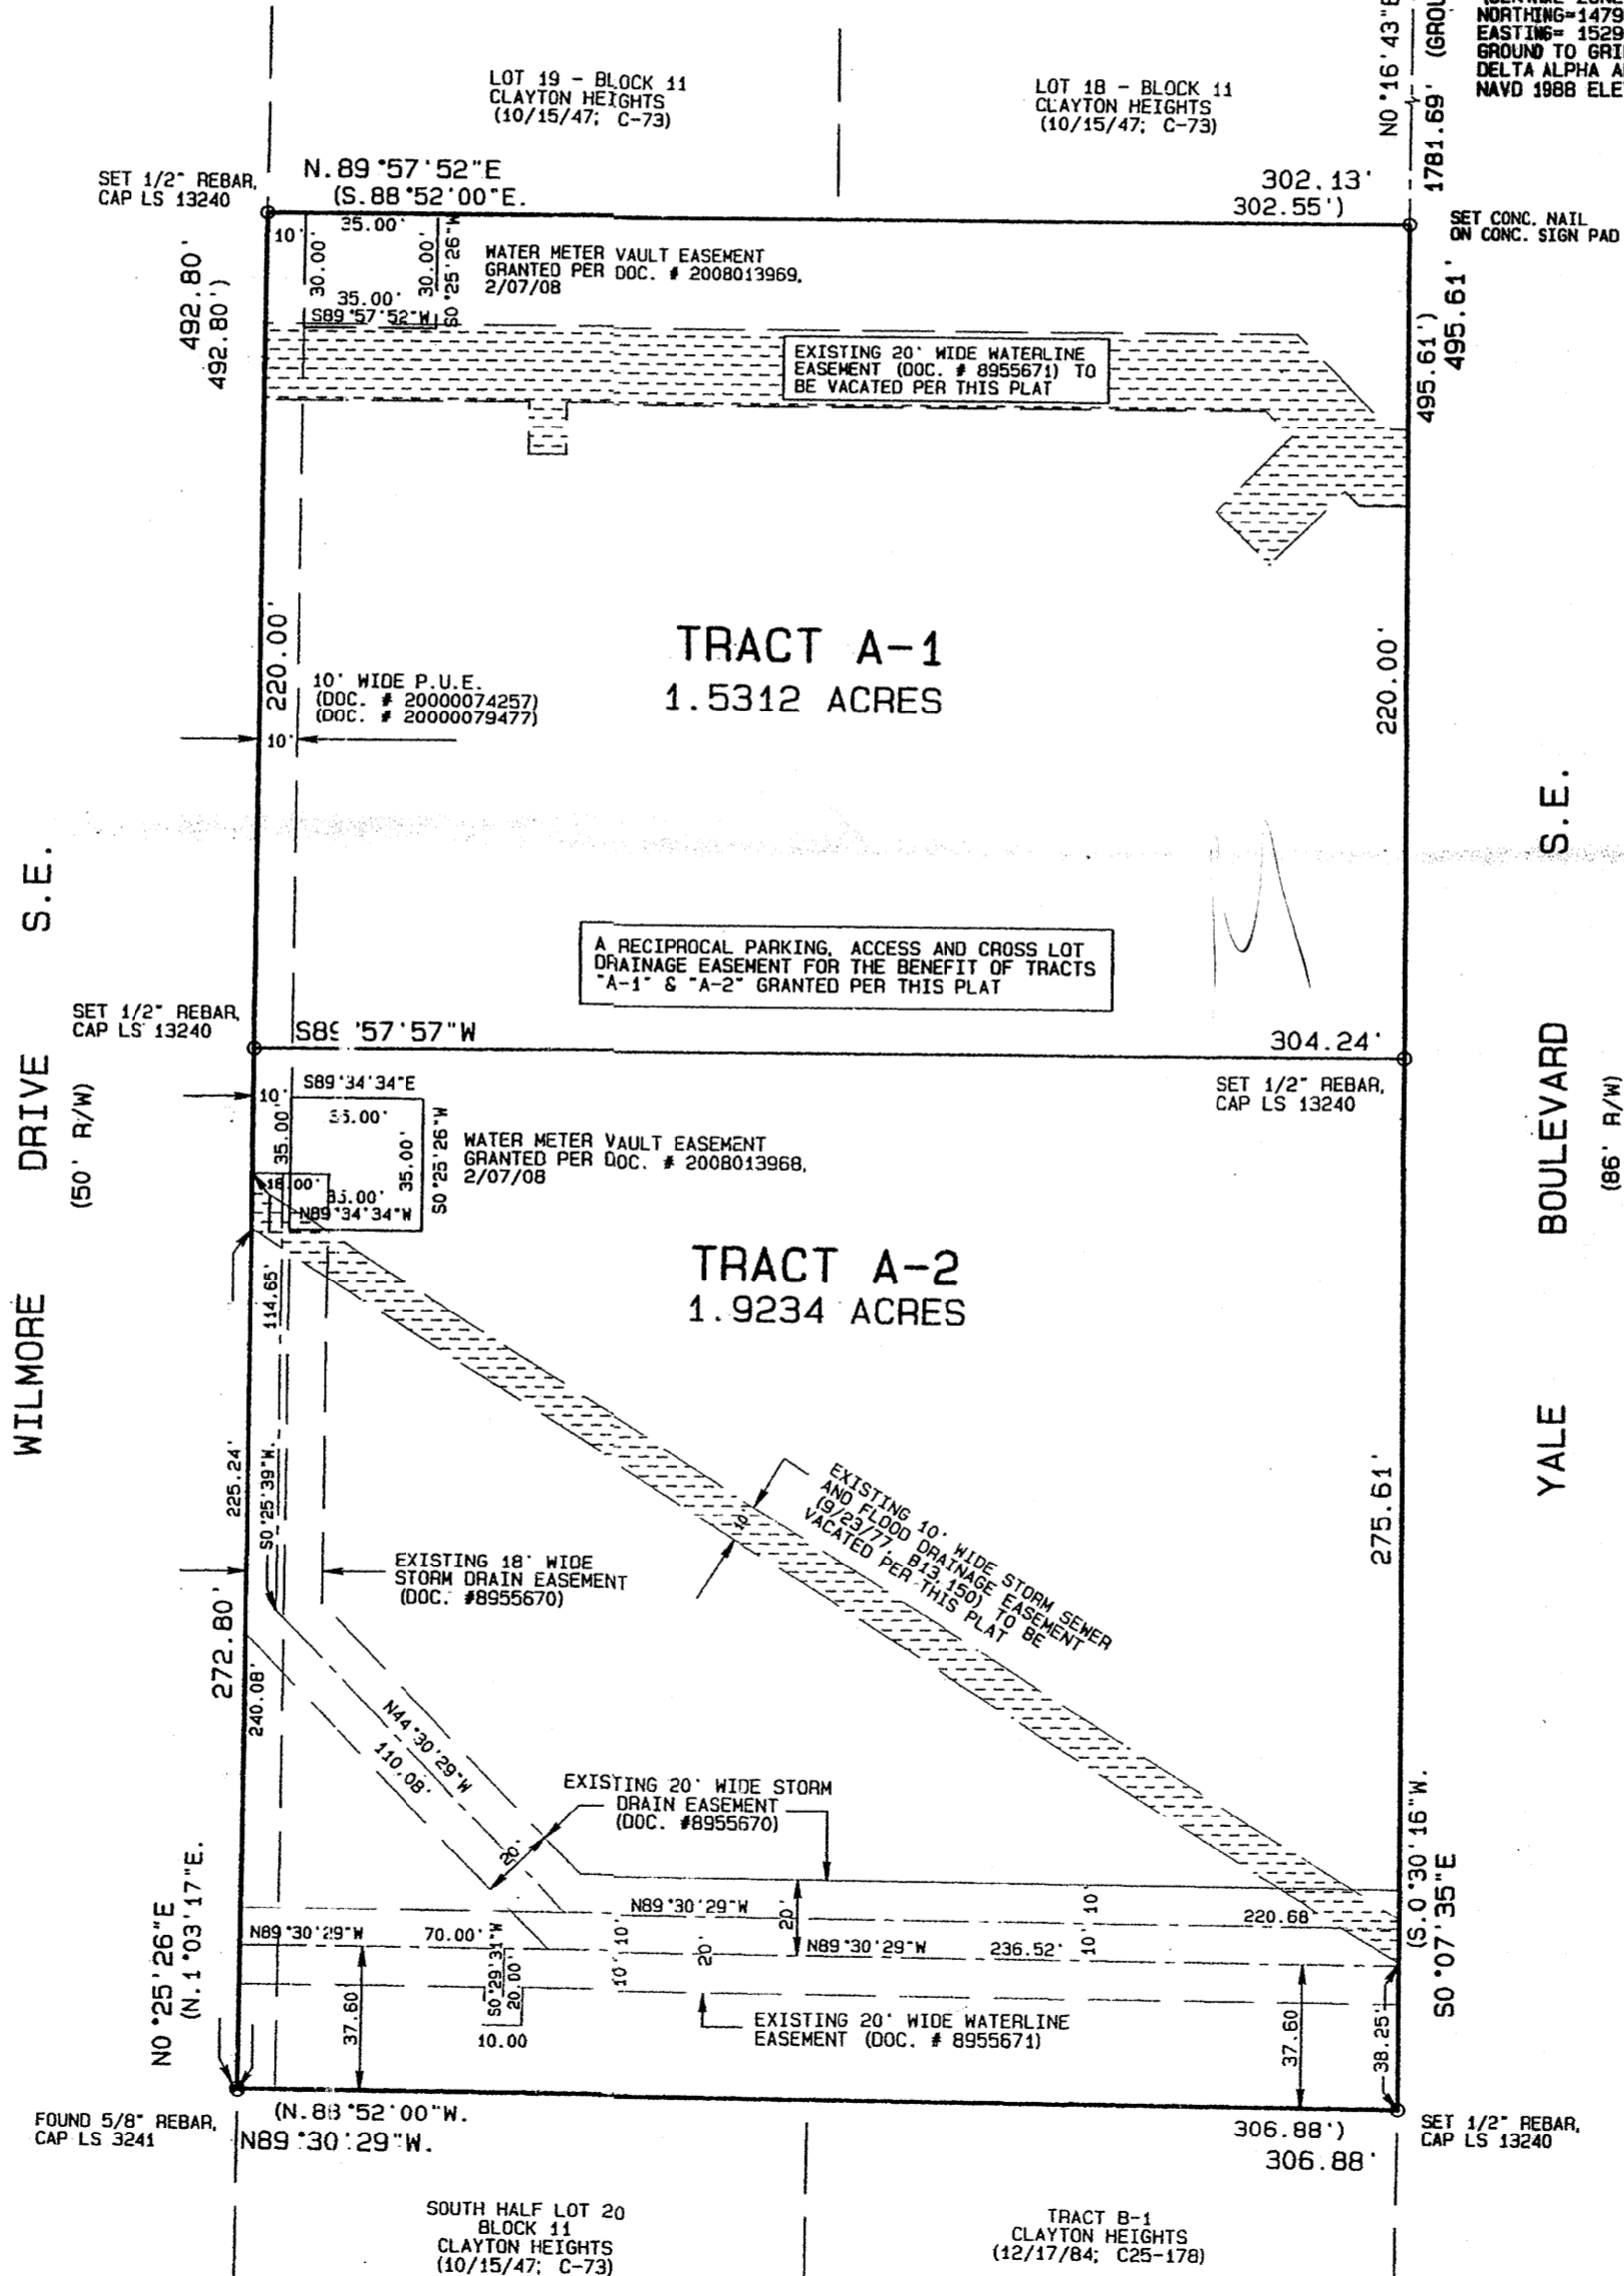 NORTHING=1479
EASTING= 1529
GROUND TO GRI
DELTA ALPHA A
NAVD 1988 ELE
N0°16'43"E
1781.69' (GROU
LOT 19 - BLOCK 11
CLAYTON HEIGHTS
(10/15/47; C-73)
LOT 18 - BLOCK 11
CLAYTON HEIGHTS
(10/15/47; C-73)
SET 1/2" REBAR,
CAP LS 13240
N.89°57'52"E
(S.88°52'00"E.
302.13'
302.55')
SET CONC. NAIL
ON CONC. SIGN PAD
492.80'
492.80')
10'
35.00'
30.00'
30.00'
S0°25'26"W
35.00'
S89°57'52"W
WATER METER VAULT EASEMENT
GRANTED PER DOC. # 2008013969,
2/07/08
EXISTING 20' WIDE WATERLINE
EASEMENT (DOC. # 8955671) TO
BE VACATED PER THIS PLAT
495.61')
495.61'
TRACT A-1
1.5312 ACRES
220.00'
220.00'
10' WIDE P.U.E.
(DOC. # 20000074257)
(DOC. # 20000079477)
10'
A RECIPROCAL PARKING, ACCESS AND CROSS LOT
DRAINAGE EASEMENT FOR THE BENEFIT OF TRACTS
"A-1" & "A-2" GRANTED PER THIS PLAT
SET 1/2" REBAR,
CAP LS 13240
'57'57"W
304.24'
SET 1/2" REBAR,
CAP LS 13240
WILMORE DRIVE S.E.
(50' R/W)
YALE BOULEVARD S.E.
(86' R/W)
10'
S89°34'34"E
35.00'
35.00'
35.00'
S0°25'26"W
18.00'
35.00'
N89°34'34"W
WATER METER VAULT EASEMENT
GRANTED PER DOC. # 2008013968,
2/07/08
TRACT A-2
1.9234 ACRES
114.65'
225.24'
S0°25'39"W.
EXISTING 18' WIDE
STORM DRAIN EASEMENT
(DOC. #8955670)
10'
EXISTING 10' WIDE STORM SEWER
AND FLOOD DRAINAGE EASEMENT
(9/23/77, B13,150) TO BE
VACATED PER THIS PLAT
275.61'
272.80'
240.08'
N44°30'29"W
110.08'
EXISTING 20' WIDE STORM
DRAIN EASEMENT
(DOC. #8955670)
20'
N0°25'26"E
(N.1°03'17"E.
(S.0°30'16"W.
S0°07'35"E
N89°30'29"W
20'
10'
220.68'
N89°30'29"W
70.00'
10'
N89°30'29"W
236.52'
10'
S0°29'31"W
20.00'
10'
20'
10.00
37.60
EXISTING 20' WIDE WATERLINE
EASEMENT (DOC. # 8955671)
37.60
38.25'
FOUND 5/8" REBAR,
CAP LS 3241
(N.88°52'00"W.
N89°30'29"W.
306.88')
306.88'
SET 1/2" REBAR,
CAP LS 13240
SOUTH HALF LOT 20
BLOCK 11
CLAYTON HEIGHTS
(10/15/47; C-73)
TRACT B-1
CLAYTON HEIGHTS
(12/17/84; C25-178)